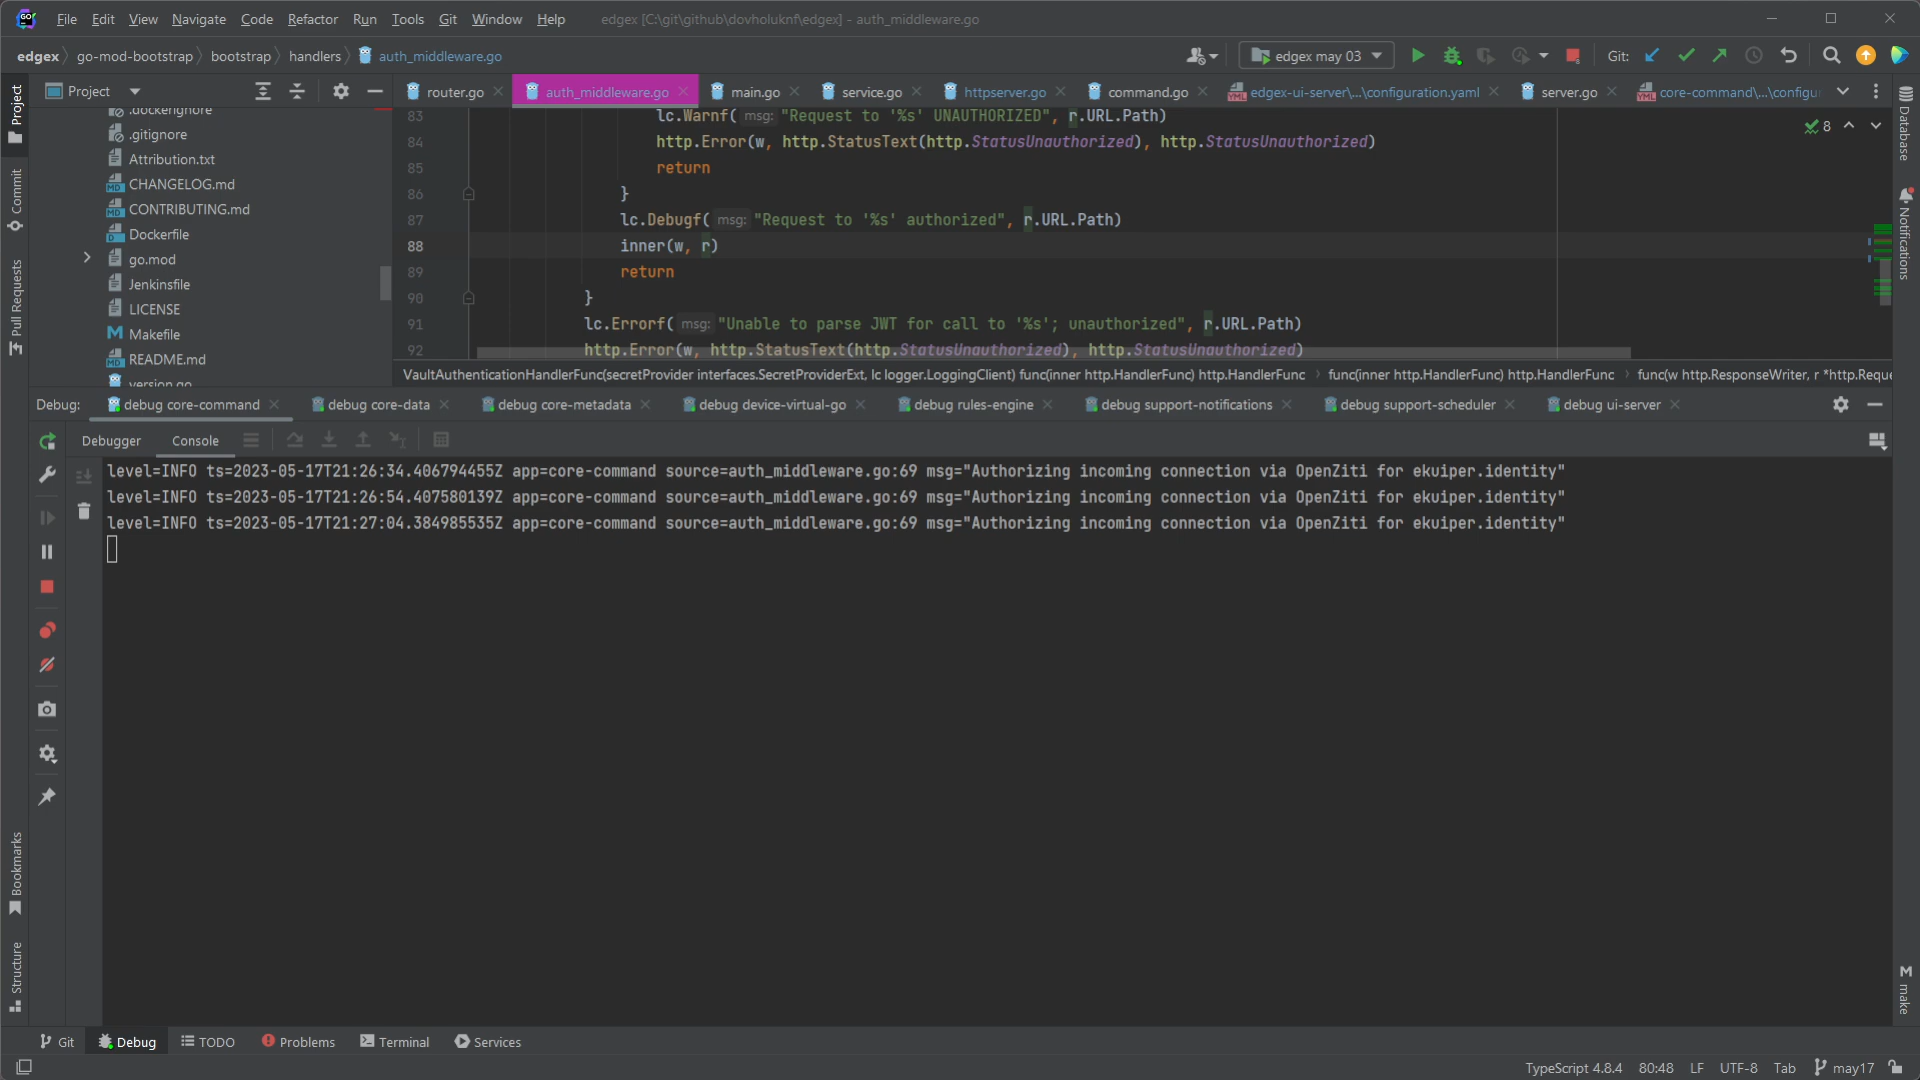 GO File Edit View Navigate Code Refactor Run Tools Git Window Help edgex [C:\git\github\dovholuknf\edgex] - auth_middleware.go
edgex go-mod-bootstrap bootstrap handlers auth_middleware.go edgex may 03 Git:
Project router.go auth_middleware.go main.go service.go httpserver.go command.go edgex-ui-server\...\configuration.yaml server.go core-command\...\configu
.dockerignore
.gitignore
Attribution.txt
CHANGELOG.md
CONTRIBUTING.md
Dockerfile
go.mod
Jenkinsfile
LICENSE
Makefile
README.md
version.go
83 lc.Warnf( msg: "Request to '%s' UNAUTHORIZED", r.URL.Path)
84 http.Error(w, http.StatusText(http.StatusUnauthorized), http.StatusUnauthorized)
85 return
86 }
87 lc.Debugf( msg: "Request to '%s' authorized", r.URL.Path)
88 inner(w, r)
89 return
90 }
91 lc.Errorf( msg: "Unable to parse JWT for call to '%s'; unauthorized", r.URL.Path)
92 http.Error(w, http.StatusText(http.StatusUnauthorized), http.StatusUnauthorized)
8
VaultAuthenticationHandlerFunc(secretProvider interfaces.SecretProviderExt, lc logger.LoggingClient) func(inner http.HandlerFunc) http.HandlerFunc func(inner http.HandlerFunc) http.HandlerFunc func(w http.ResponseWriter, r *http.Reque
Debug: debug core-command debug core-data debug core-metadata debug device-virtual-go debug rules-engine debug support-notifications debug support-scheduler debug ui-server
Debugger Console
level=INFO ts=2023-05-17T21:26:34.406794455Z app=core-command source=auth_middleware.go:69 msg="Authorizing incoming connection via OpenZiti for ekuiper.identity"
level=INFO ts=2023-05-17T21:26:54.407580139Z app=core-command source=auth_middleware.go:69 msg="Authorizing incoming connection via OpenZiti for ekuiper.identity"
level=INFO ts=2023-05-17T21:27:04.384985535Z app=core-command source=auth_middleware.go:69 msg="Authorizing incoming connection via OpenZiti for ekuiper.identity"
Project
Commit
Pull Requests
Bookmarks
Structure
Database
Notifications
make
Git Debug TODO Problems Terminal Services
TypeScript 4.8.4 80:48 LF UTF-8 Tab may17